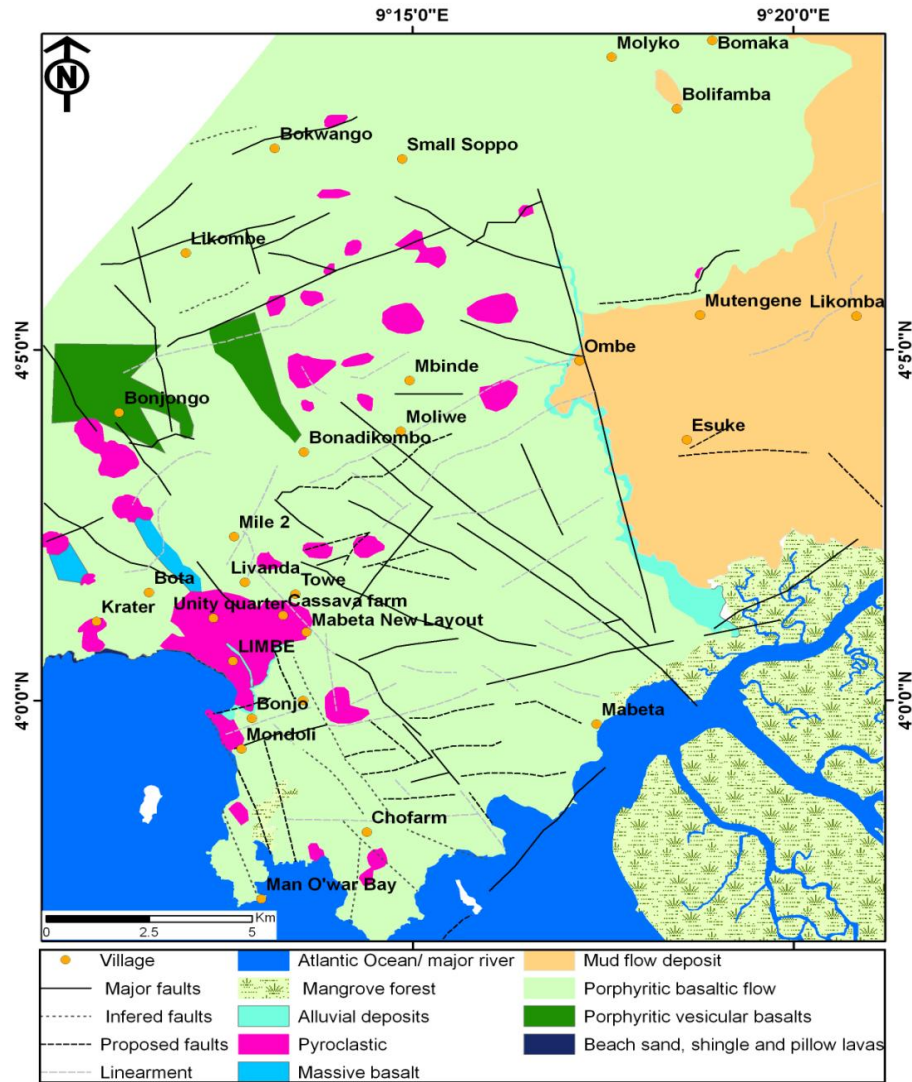 9°15'0"E
9°20'0"E
N
Molyko
Bomaka
Bolifamba
Bokwango
Small Soppo
Likombe
Mutengene
Likomba
4°5'0"N
4°5'0"N
Ombe
Mbinde
Bonjongo
Moliwe
Esuke
Bonadikombo
Mile 2
Livanda
Towe
Bota
Krater
Unity quarter
Cassava farm
Mabeta New Layout
LIMBE
4°0'0"N
4°0'0"N
Bonjo
Mabeta
Mondoli
Chofarm
Man O'war Bay
Km
0
2.5
5
Village
Atlantic Ocean/ major river
Mud flow deposit
Major faults
Mangrove forest
Porphyritic basaltic flow
Infered faults
Alluvial deposits
Porphyritic vesicular basalts
Proposed faults
Pyroclastic
Beach sand, shingle and pillow lavas
Linearment
Massive basalt